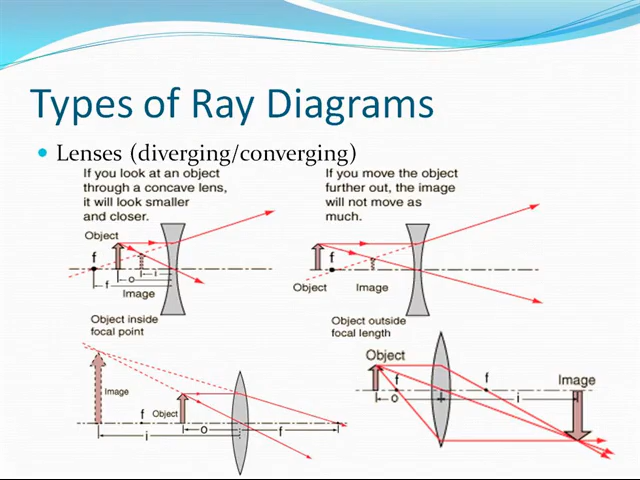 Types of Ray Diagrams
Lenses (diverging/converging)
If you look at an object
through a concave lens,
it will look smaller
and closer.
Object
f
i
o
f
Image
If you move the object
further out, the image
will not move as
much.
f
Object
Image
Object inside
focal point
Image
f
Object
o
f
i
Object outside
focal length
Object
f
f
Image
o
i